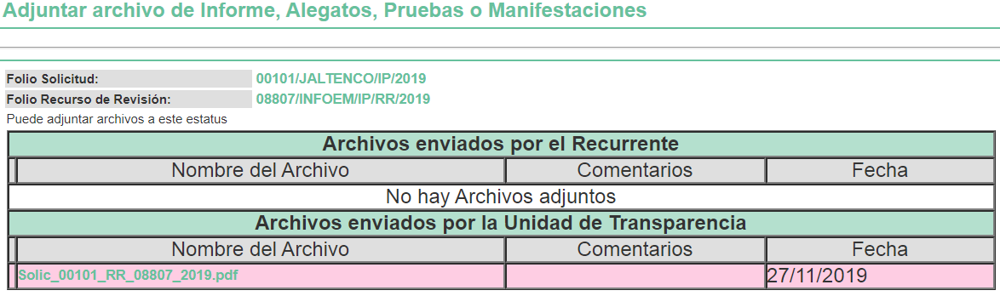 Adjuntar archivo de Informe, Alegatos, Pruebas o Manifestaciones
Folio Solicitud: 00101/JALTENCO/IP/2019
Folio Recurso de Revisión: 08807/INFOEM/IP/RR/2019
Puede adjuntar archivos a este estatus
Archivos enviados por el Recurrente
Nombre del Archivo Comentarios Fecha
No hay Archivos adjuntos
Archivos enviados por la Unidad de Transparencia
Nombre del Archivo Comentarios Fecha
Solic_00101_RR_08807_2019.pdf 27/11/2019